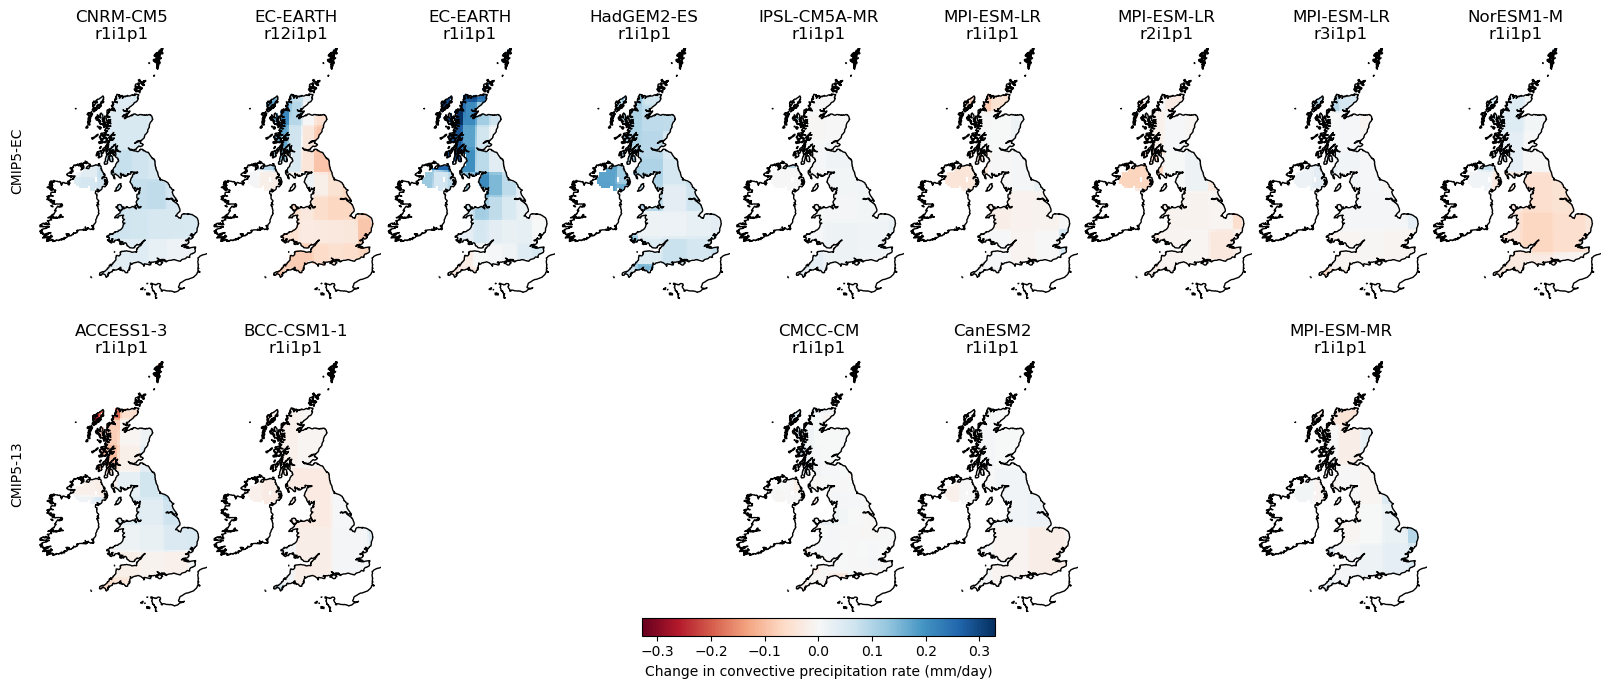 CNRM-CM5
r1i1p1
EC-EARTH
r12i1p1
EC-EARTH
r1i1p1
HadGEM2-ES
r1i1p1
IPSL-CM5A-MR
r1i1p1
MPI-ESM-LR
r1i1p1
MPI-ESM-LR
r2i1p1
MPI-ESM-LR
r3i1p1
NorESM1-M
r1i1p1
CMIP5-EC
ACCESS1-3
r1i1p1
BCC-CSM1-1
r1i1p1
CMCC-CM
r1i1p1
CanESM2
r1i1p1
MPI-ESM-MR
r1i1p1
CMIP5-13
−0.3 −0.2 −0.1 0.0 0.1 0.2 0.3
Change in convective precipitation rate (mm/day)